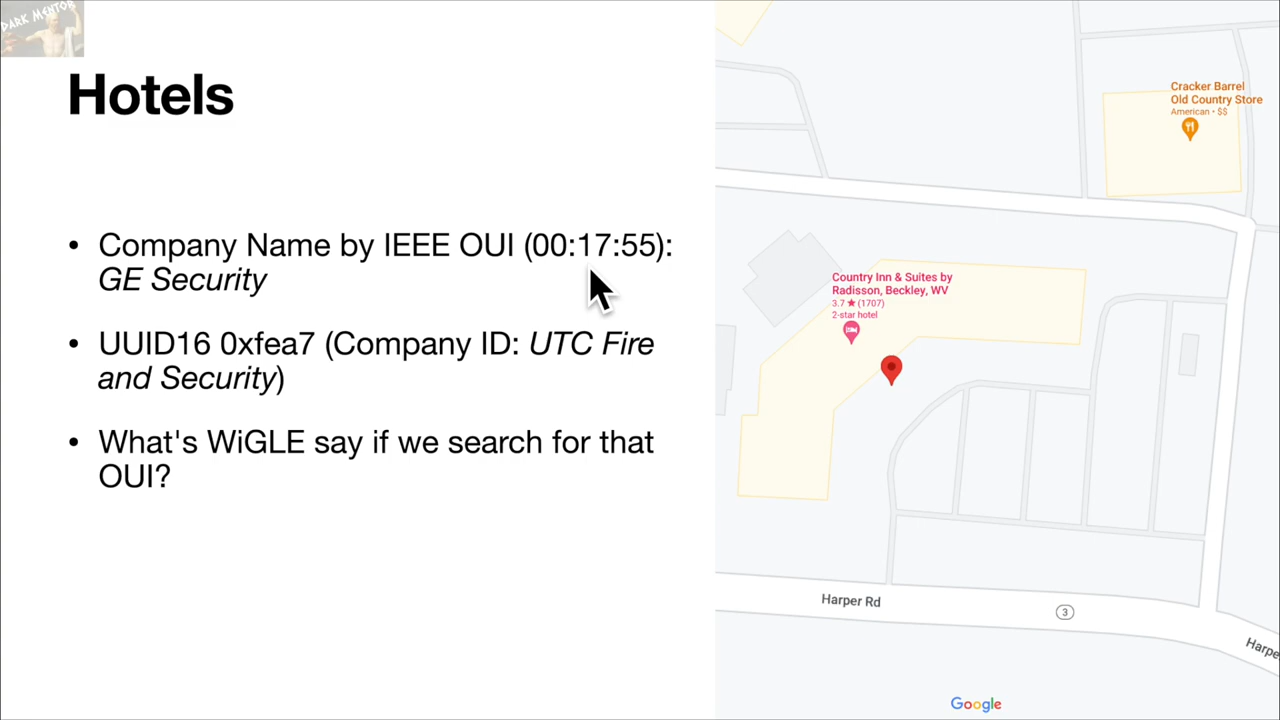 DARK MENTOR
Hotels
• Company Name by IEEE OUI (00:17:55):
GE Security
• UUID16 0xfea7 (Company ID: UTC Fire
and Security)
• What's WiGLE say if we search for that
OUI?
Cracker Barrel
Old Country Store
American • $$
Country Inn & Suites by
Radisson, Beckley, WV
3.7 ★ (1707)
2-star hotel
Harper Rd
3
Harpe
Google